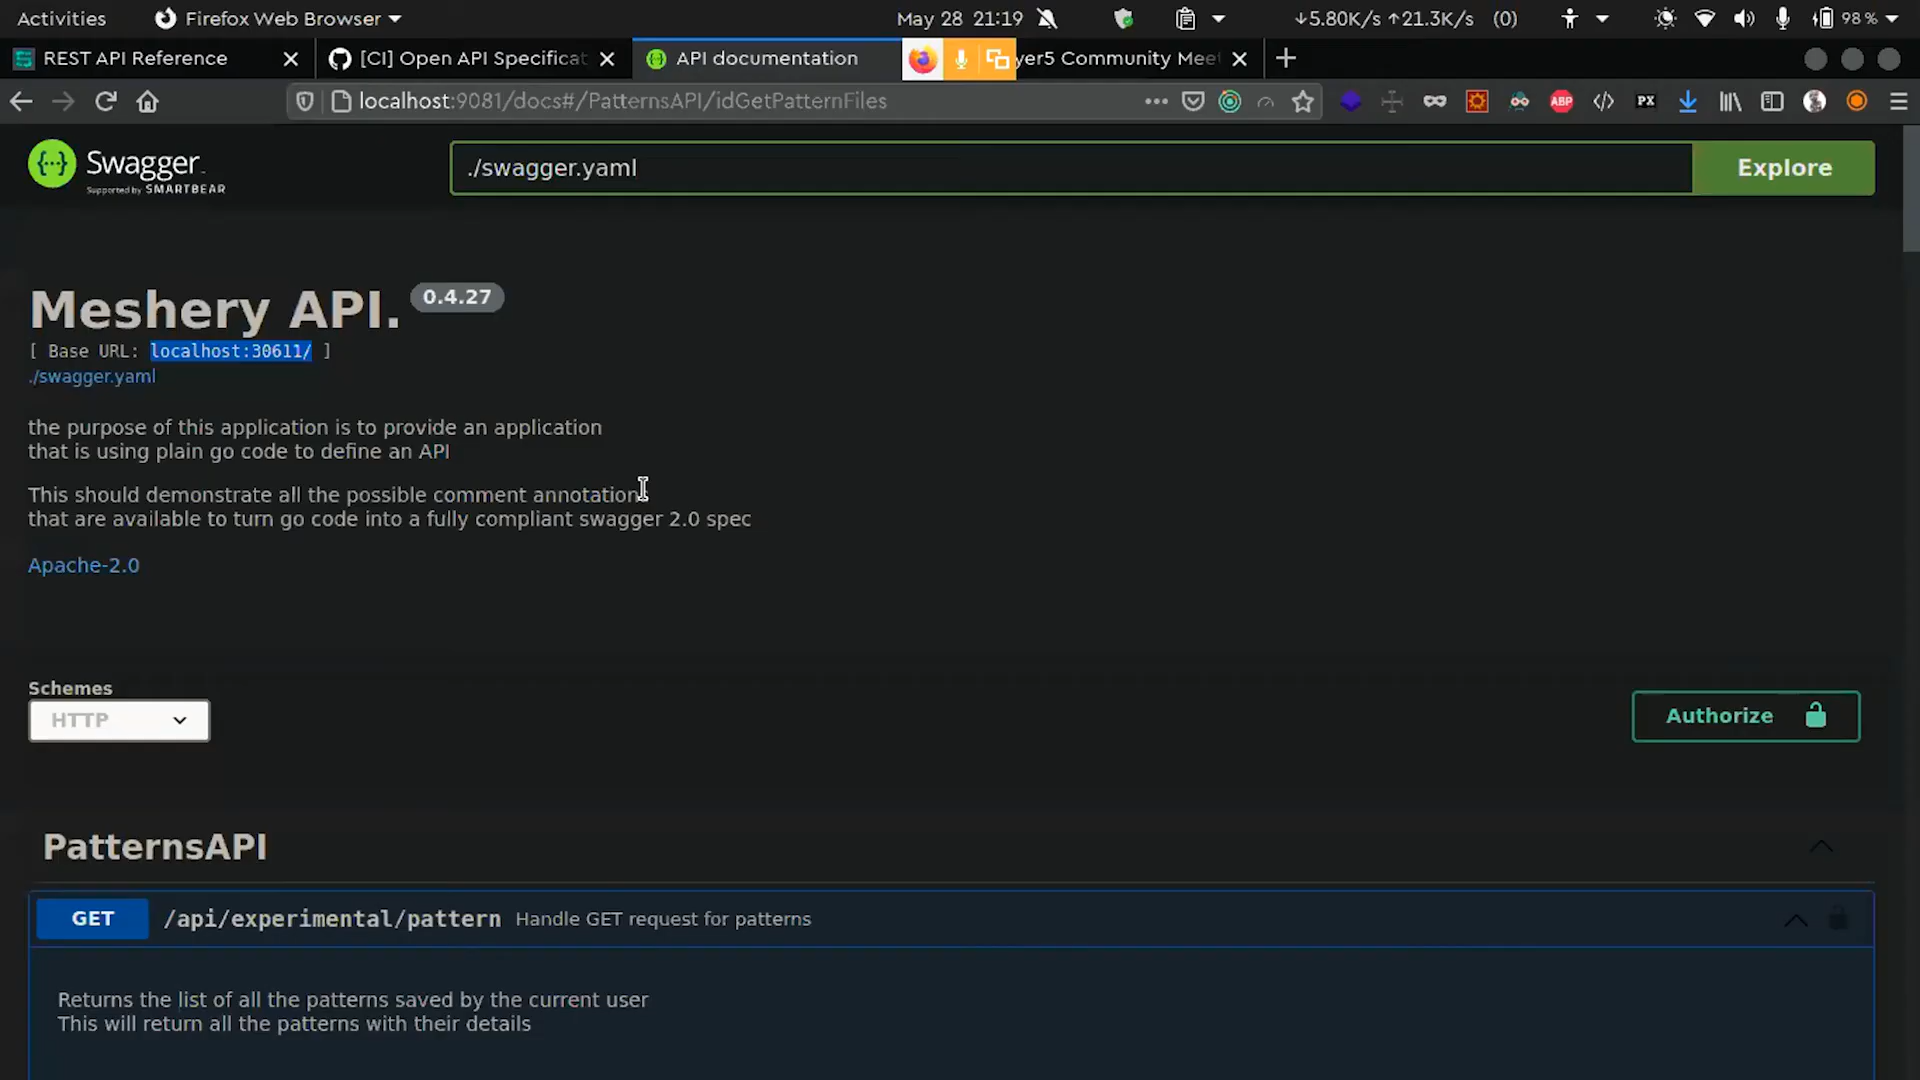 Activities Firefox Web Browser May 28 21:19 ↓5.80K/s ↑21.3K/s (0) 98 %
REST API Reference [CI] Open API Specificat API documentation yer5 Community Meet
localhost:9081/docs#/PatternsAPI/idGetPatternFiles ABP PX
Swagger.
Supported by SMARTBEAR
./swagger.yaml Explore
Meshery API. 0.4.27
[ Base URL: localhost:30611/ ]
./swagger.yaml
the purpose of this application is to provide an application
that is using plain go code to define an API
This should demonstrate all the possible comment annotation
that are available to turn go code into a fully compliant swagger 2.0 spec
Apache-2.0
Schemes
HTTP
Authorize
PatternsAPI
GET /api/experimental/pattern Handle GET request for patterns
Returns the list of all the patterns saved by the current user
This will return all the patterns with their details